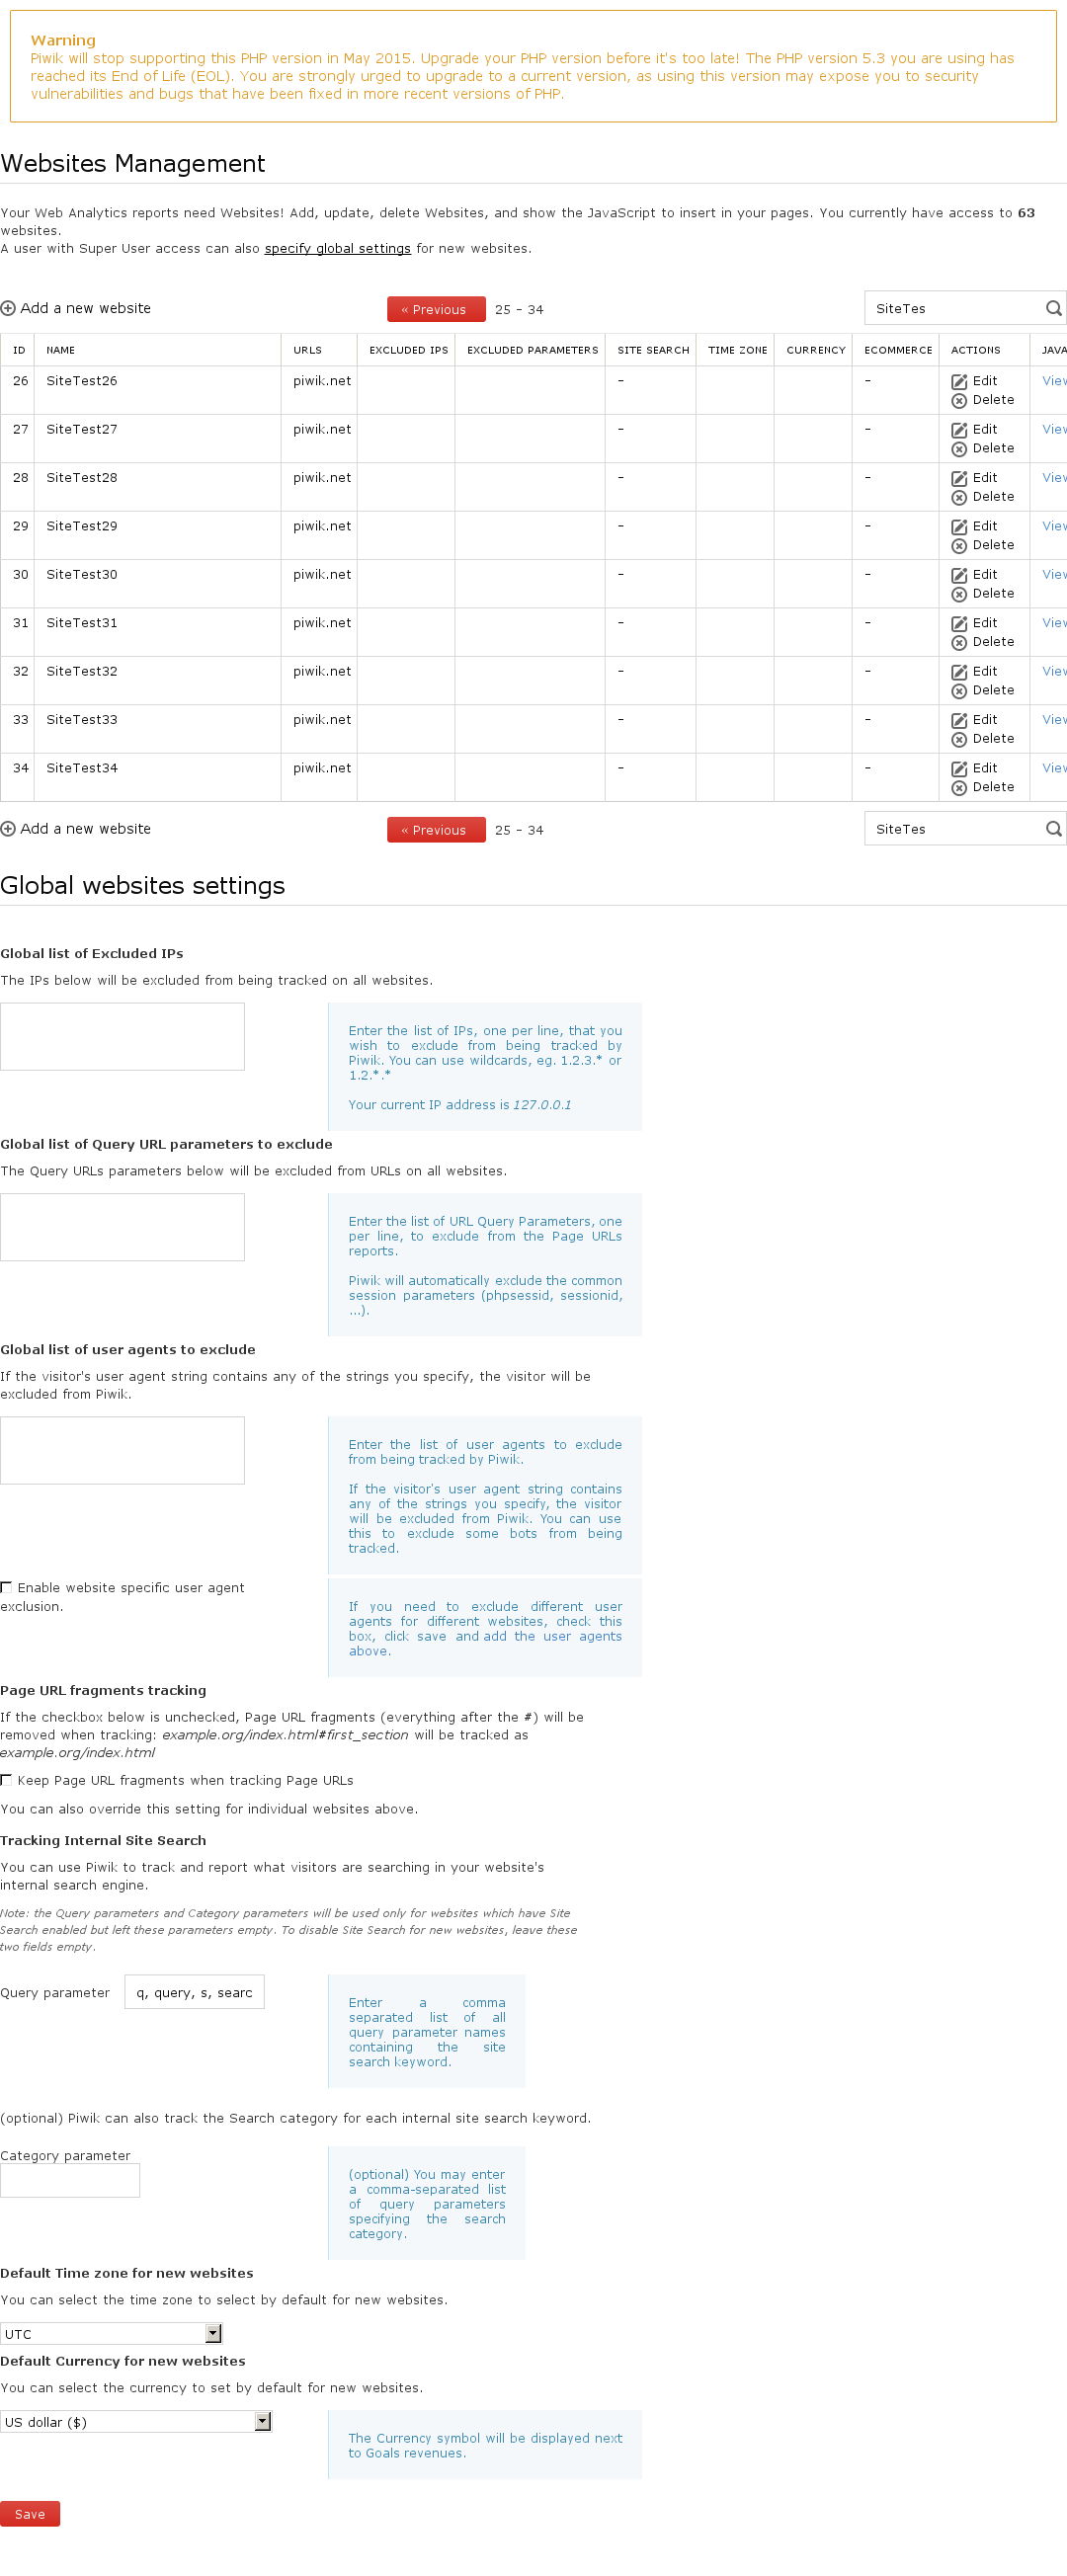 Warning
Piwik will stop supporting this PHP version in May 2015. Upgrade your PHP version before it's too late! The PHP version 5.3 you are using has
reached its End of Life (EOL). You are strongly urged to upgrade to a current version, as using this version may expose you to security
vulnerabilities and bugs that have been fixed in more recent versions of PHP.
Websites Management
Your Web Analytics reports need Websites! Add, update, delete Websites, and show the JavaScript to insert in your pages. You currently have access to 63
websites.
A user with Super User access can also specify global settings for new websites.
Add a new website « Previous 25 – 34 SiteTes
ID NAME URLS EXCLUDED IPS EXCLUDED PARAMETERS SITE SEARCH TIME ZONE CURRENCY ECOMMERCE ACTIONS JAVA
26 SiteTest26 piwik.net - - Edit View
Delete
27 SiteTest27 piwik.net - - Edit View
Delete
28 SiteTest28 piwik.net - - Edit View
Delete
29 SiteTest29 piwik.net - - Edit View
Delete
30 SiteTest30 piwik.net - - Edit View
Delete
31 SiteTest31 piwik.net - - Edit View
Delete
32 SiteTest32 piwik.net - - Edit View
Delete
33 SiteTest33 piwik.net - - Edit View
Delete
34 SiteTest34 piwik.net - - Edit View
Delete
Add a new website « Previous 25 – 34 SiteTes
Global websites settings
Global list of Excluded IPs
The IPs below will be excluded from being tracked on all websites.
Enter the list of IPs, one per line, that you
wish to exclude from being tracked by
Piwik. You can use wildcards, eg. 1.2.3.* or
1.2.*.*
Your current IP address is 127.0.0.1
Global list of Query URL parameters to exclude
The Query URLs parameters below will be excluded from URLs on all websites.
Enter the list of URL Query Parameters, one
per line, to exclude from the Page URLs
reports.
Piwik will automatically exclude the common
session parameters (phpsessid, sessionid,
...).
Global list of user agents to exclude
If the visitor's user agent string contains any of the strings you specify, the visitor will be
excluded from Piwik.
Enter the list of user agents to exclude
from being tracked by Piwik.
If the visitor's user agent string contains
any of the strings you specify, the visitor
will be excluded from Piwik. You can use
this to exclude some bots from being
tracked.
Enable website specific user agent
exclusion.
If you need to exclude different user
agents for different websites, check this
box, click save and add the user agents
above.
Page URL fragments tracking
If the checkbox below is unchecked, Page URL fragments (everything after the #) will be
removed when tracking: example.org/index.html#first_section will be tracked as
example.org/index.html
Keep Page URL fragments when tracking Page URLs
You can also override this setting for individual websites above.
Tracking Internal Site Search
You can use Piwik to track and report what visitors are searching in your website's
internal search engine.
Note: the Query parameters and Category parameters will be used only for websites which have Site
Search enabled but left these parameters empty. To disable Site Search for new websites, leave these
two fields empty.
Query parameter q, query, s, searc
Enter a comma
separated list of all
query parameter names
containing the site
search keyword.
(optional) Piwik can also track the Search category for each internal site search keyword.
Category parameter
(optional) You may enter
a comma-separated list
of query parameters
specifying the search
category.
Default Time zone for new websites
You can select the time zone to select by default for new websites.
UTC
Default Currency for new websites
You can select the currency to set by default for new websites.
US dollar ($)
The Currency symbol will be displayed next
to Goals revenues.
Save